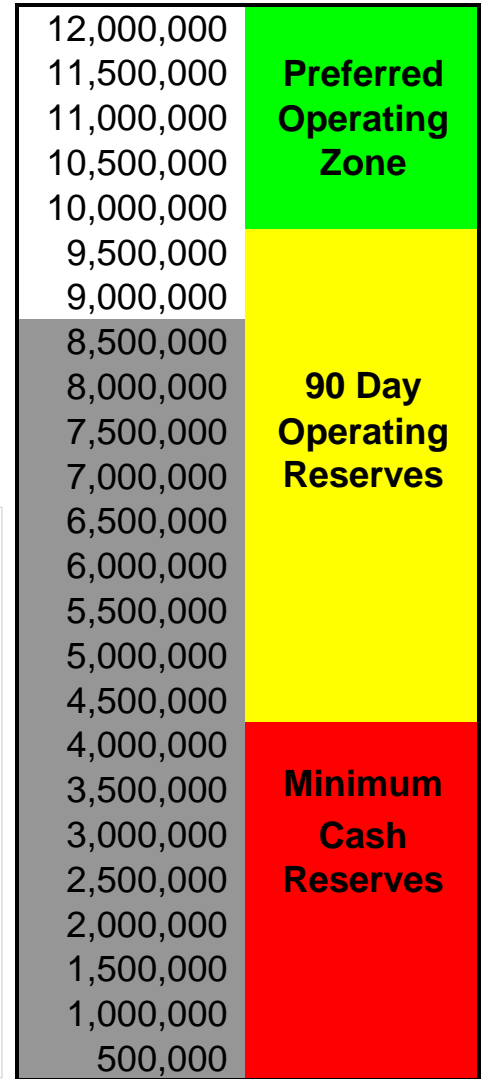 12,000,000
11,500,000 Preferred
11,000,000 Operating
10,500,000 Zone
10,000,000
9,500,000
9,000,000
8,500,000
8,000,000 90 Day
7,500,000 Operating
7,000,000 Reserves
6,500,000
6,000,000
5,500,000
5,000,000
4,500,000
4,000,000
3,500,000 Minimum
3,000,000 Cash
2,500,000 Reserves
2,000,000
1,500,000
1,000,000
500,000